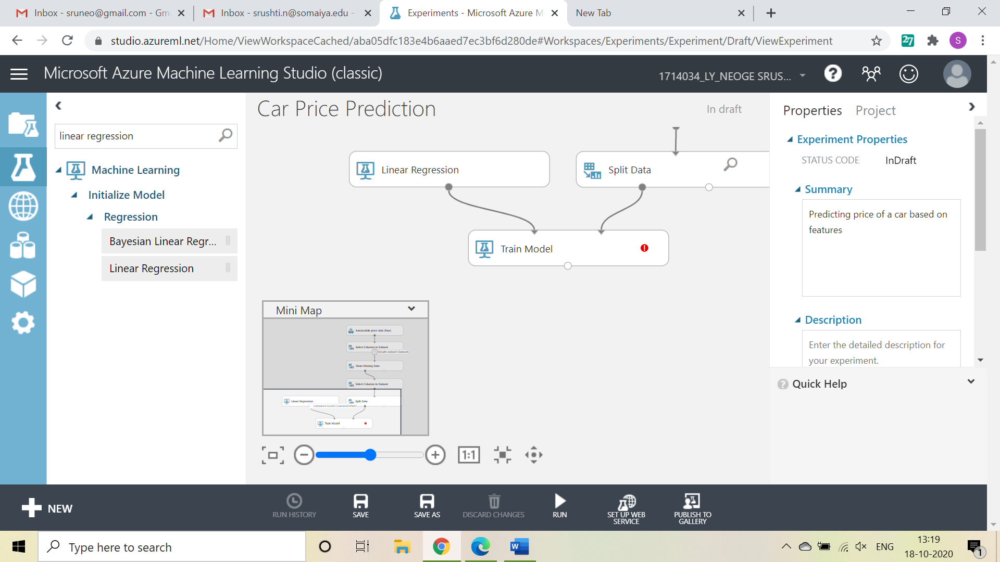 Inbox - sruneo@gmail.com - Gm
Inbox - srushti.n@somaiya.edu -
Experiments - Microsoft Azure M
New Tab
studio.azureml.net/Home/ViewWorkspaceCached/aba05dfc183e4b6aaed7ec3bf6d280de#Workspaces/Experiments/Experiment/Draft/ViewExperiment
27
S
Microsoft Azure Machine Learning Studio (classic)
1714034_LY_NEOGE SRUS...
?
linear regression
Machine Learning
Initialize Model
Regression
Bayesian Linear Regr...
Linear Regression
Car Price Prediction
In draft
Linear Regression
Split Data
Train Model
Mini Map
Automobile price data (Raw)
Select Columns in Dataset
Results dataset (Dataset)
Clean Missing Data
Select Columns in Dataset
Linear Regression
Split Data
Untrained model (ILearnerDotNet)
Train Model
1:1
Properties
Project
Experiment Properties
STATUS CODE
InDraft
Summary
Predicting price of a car based on
features
Description
Enter the detailed description for
your experiment.
Quick Help
NEW
RUN HISTORY
SAVE
SAVE AS
DISCARD CHANGES
RUN
SET UP WEB
SERVICE
PUBLISH TO
GALLERY
Type here to search
W
ENG
13:19
18-10-2020
1